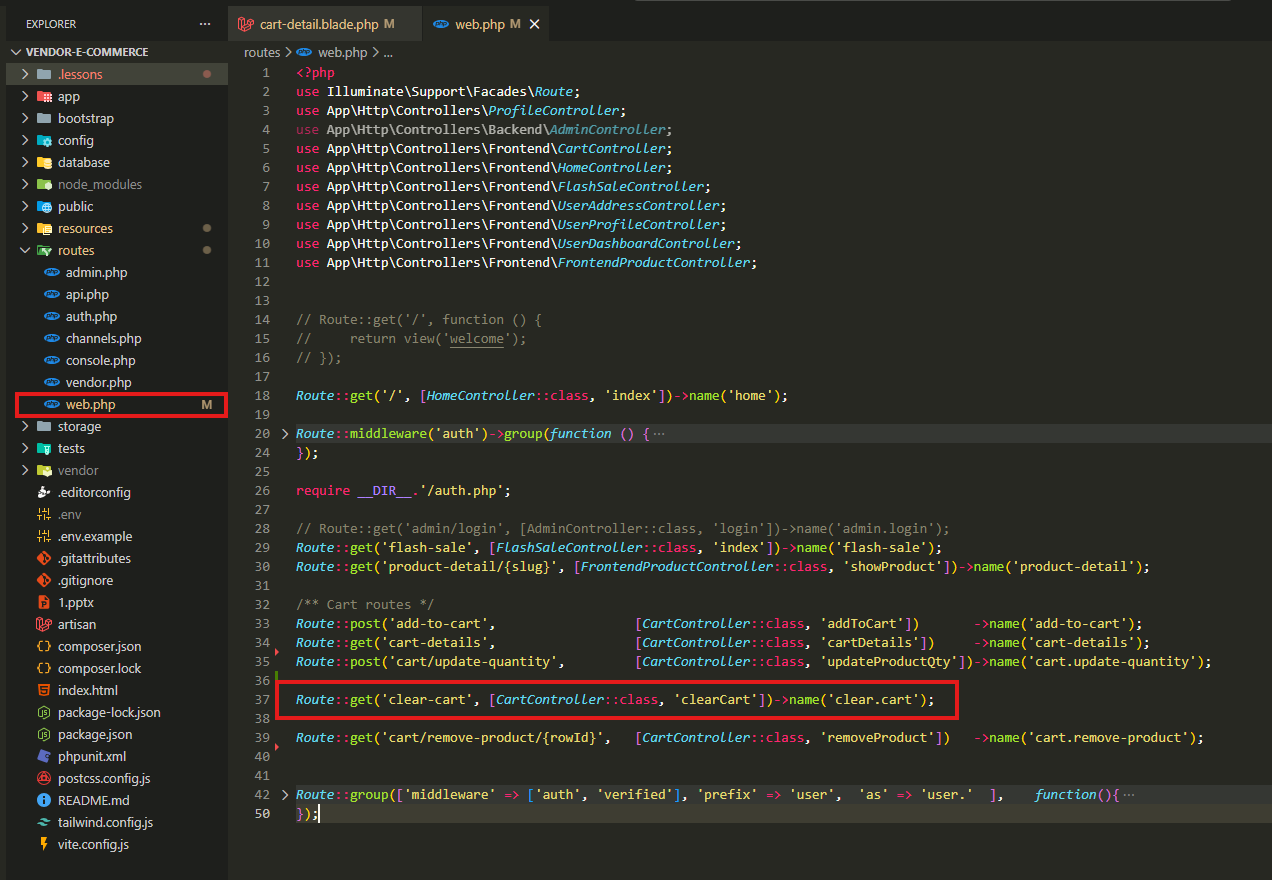 EXPLORER ...
cart-detail.blade.php M
web.php M
VENDOR-E-COMMERCE
.lessons
app
bootstrap
config
database
node_modules
public
resources
routes
admin.php
api.php
auth.php
channels.php
console.php
vendor.php
web.php M
storage
tests
vendor
.editorconfig
.env
.env.example
.gitattributes
.gitignore
1.pptx
artisan
composer.json
composer.lock
index.html
package-lock.json
package.json
phpunit.xml
postcss.config.js
README.md
tailwind.config.js
vite.config.js
routes > web.php > ...
1 <?php
2 use Illuminate\Support\Facades\Route;
3 use App\Http\Controllers\ProfileController;
4 use App\Http\Controllers\Backend\AdminController;
5 use App\Http\Controllers\Frontend\CartController;
6 use App\Http\Controllers\Frontend\HomeController;
7 use App\Http\Controllers\Frontend\FlashSaleController;
8 use App\Http\Controllers\Frontend\UserAddressController;
9 use App\Http\Controllers\Frontend\UserProfileController;
10 use App\Http\Controllers\Frontend\UserDashboardController;
11 use App\Http\Controllers\Frontend\FrontendProductController;
12
13
14 // Route::get('/', function () {
15 //     return view('welcome');
16 // });
17
18 Route::get('/', [HomeController::class, 'index'])->name('home');
19
20 Route::middleware('auth')->group(function () { ...
24 });
25
26 require __DIR__.'/auth.php';
27
28 // Route::get('admin/login', [AdminController::class, 'login'])->name('admin.login');
29 Route::get('flash-sale', [FlashSaleController::class, 'index'])->name('flash-sale');
30 Route::get('product-detail/{slug}', [FrontendProductController::class, 'showProduct'])->name('product-detail');
31
32 /** Cart routes */
33 Route::post('add-to-cart', [CartController::class, 'addToCart']) ->name('add-to-cart');
34 Route::get('cart-details', [CartController::class, 'cartDetails']) ->name('cart-details');
35 Route::post('cart/update-quantity', [CartController::class, 'updateProductQty'])->name('cart.update-quantity');
36
37 Route::get('clear-cart', [CartController::class, 'clearCart'])->name('clear.cart');
38
39 Route::get('cart/remove-product/{rowId}', [CartController::class, 'removeProduct']) ->name('cart.remove-product');
40
41
42 Route::group(['middleware' => ['auth', 'verified'], 'prefix' => 'user', 'as' => 'user.' ], function(){ ...
50 });